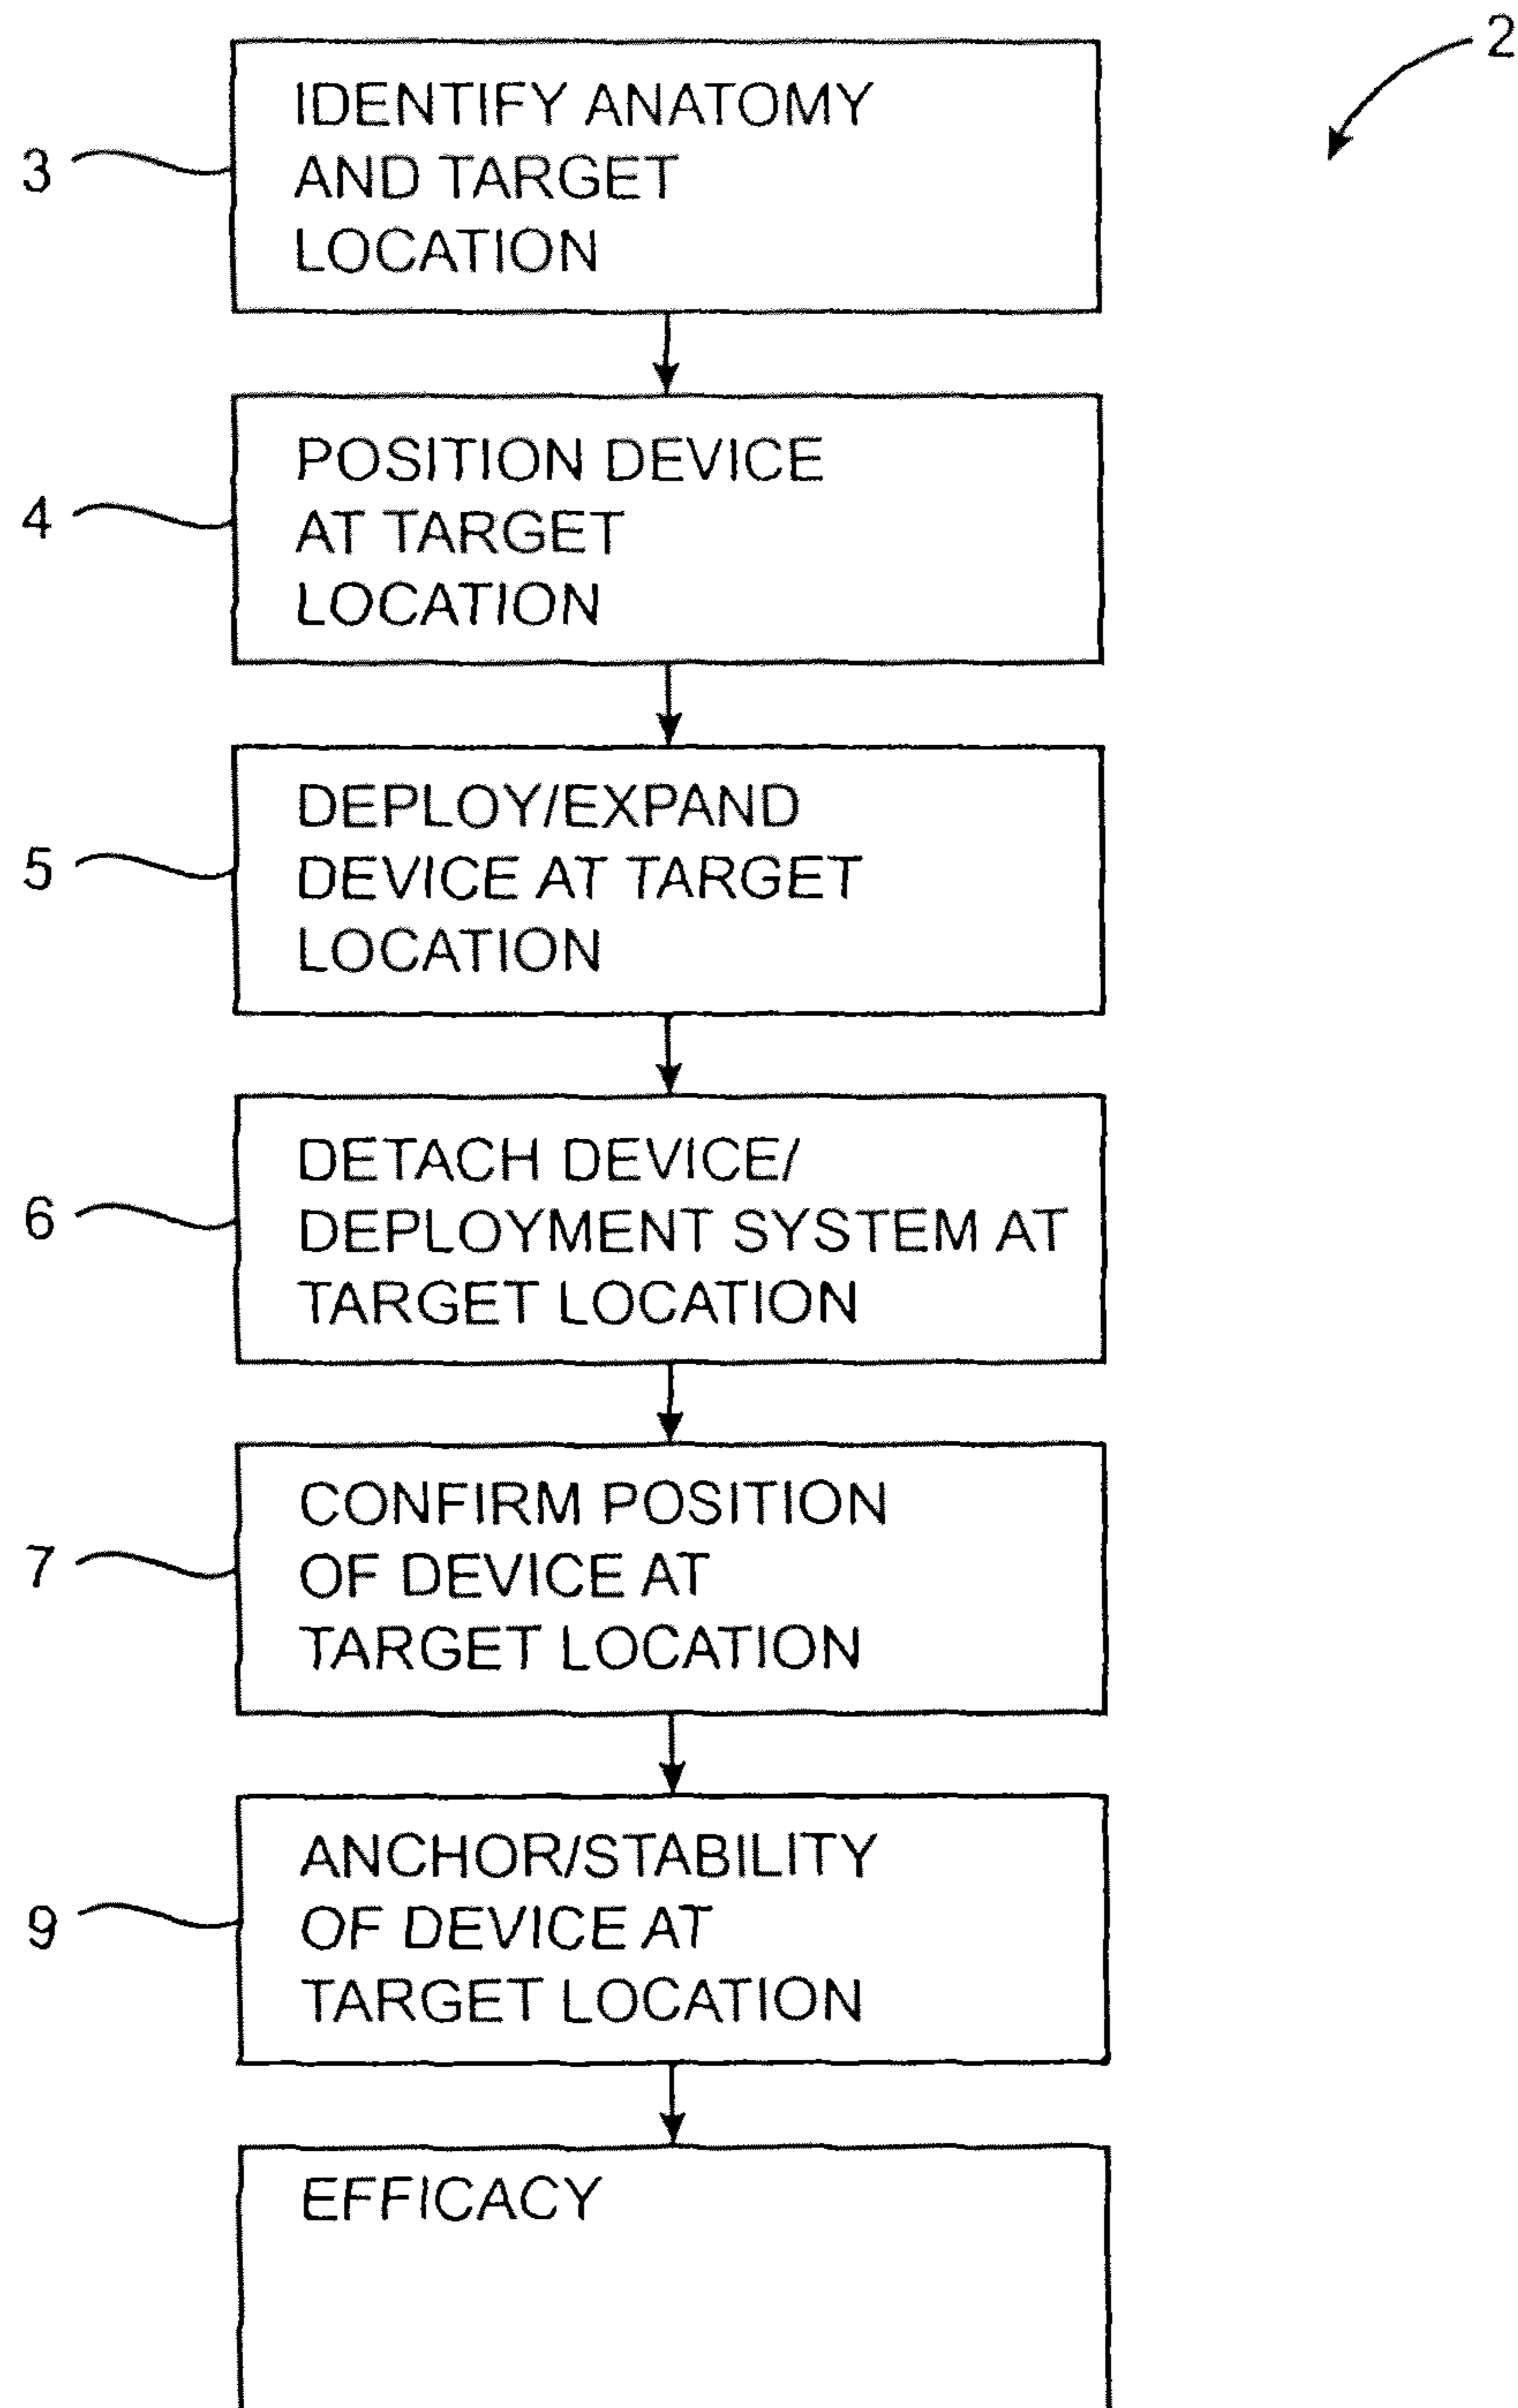 2
3
IDENTIFY ANATOMY
AND TARGET
LOCATION
4
POSITION DEVICE
AT TARGET
LOCATION
5
DEPLOY/EXPAND
DEVICE AT TARGET
LOCATION
6
DETACH DEVICE/
DEPLOYMENT SYSTEM AT
TARGET LOCATION
7
CONFIRM POSITION
OF DEVICE AT
TARGET LOCATION
9
ANCHOR/STABILITY
OF DEVICE AT
TARGET LOCATION
EFFICACY